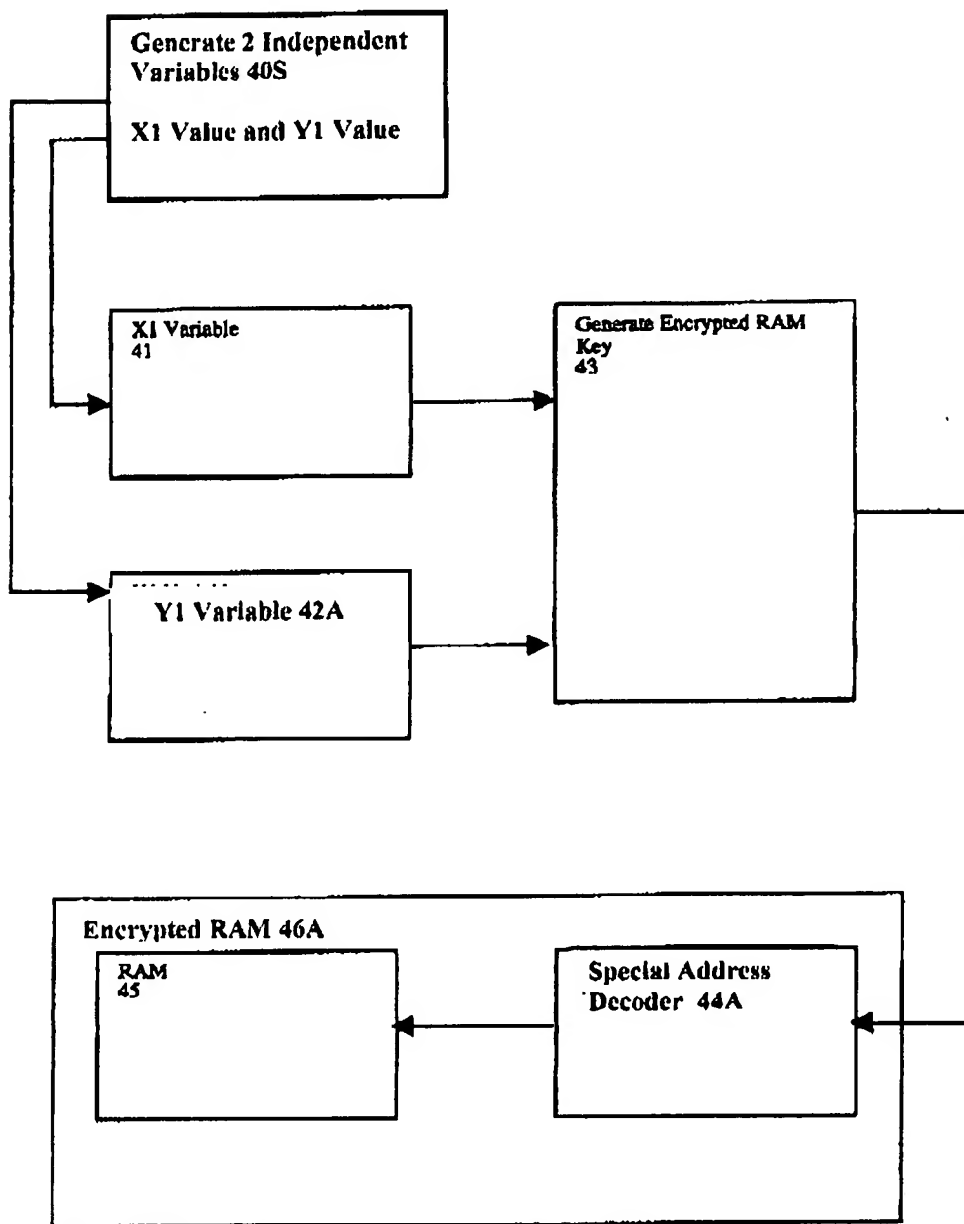 Generate 2 Independent
Variables 40S
X1 Value and Y1 Value
X1 Variable
41
Generate Encrypted RAM
Key
43
Y1 Variable 42A
Encrypted RAM 46A
RAM
45
Special Address
Decoder 44A